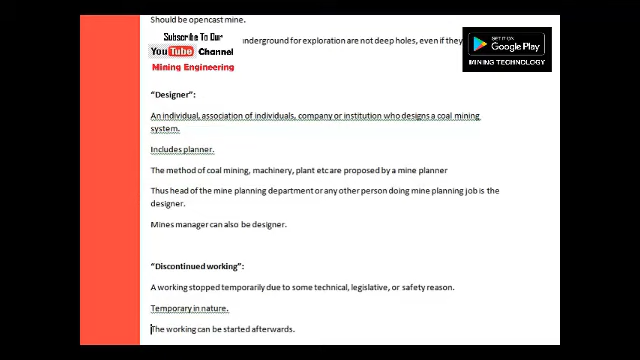 Should be opencast mine.
Subscribe To Our
YouTube Channel
Mining Engineering
underground for exploration are not deep holes, even if they
GET IT ON
Google Play
MINING TECHNOLOGY
"Designer":
An individual, association of individuals, company or institution who designs a coal mining
system.
Includes planner.
The method of coal mining, machinery, plant etc are proposed by a mine planner
Thus head of the mine planning department or any other person doing mine planning job is the
designer.
Mines manager can also be designer.
"Discontinued working":
A working stopped temporarily due to some technical, legislative, or safety reason.
Temporary in nature.
The working can be started afterwards.